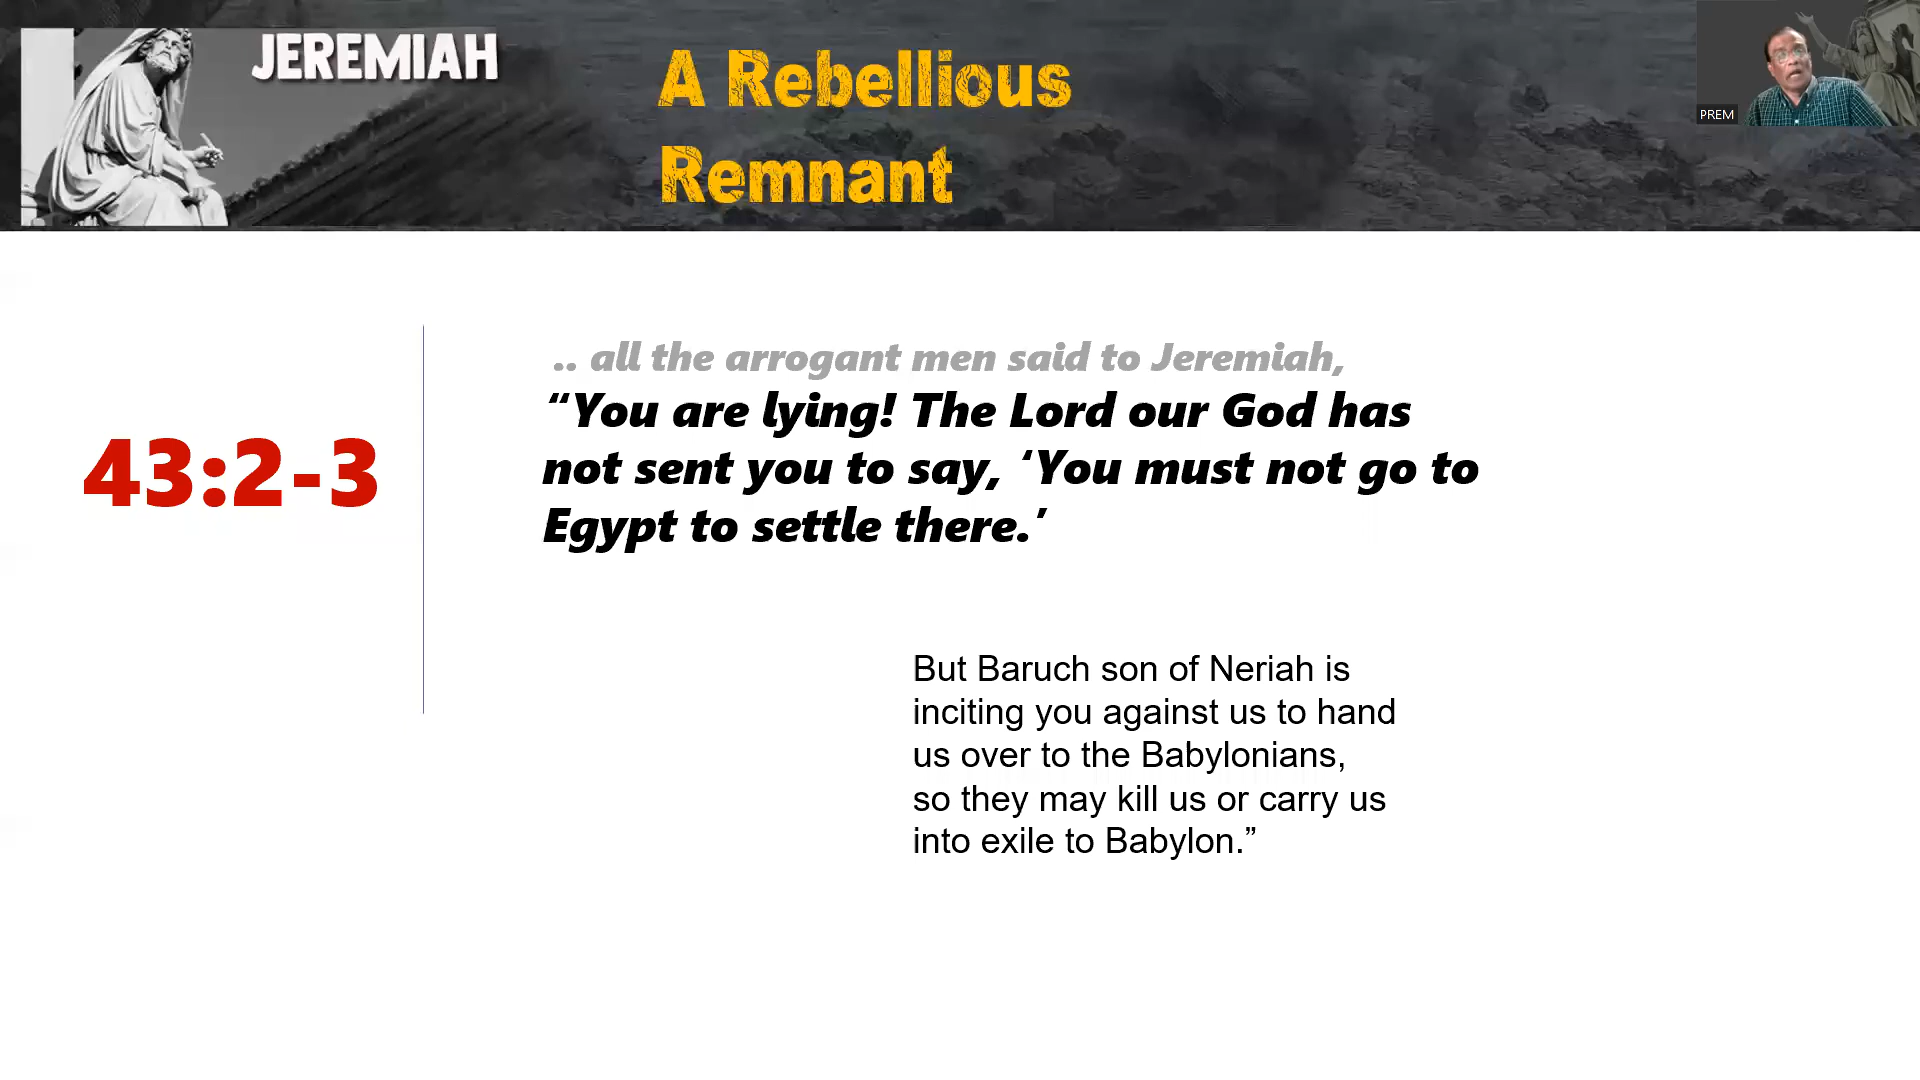 JEREMIAH
A Rebellious
Remnant
PREM
43:2-3
.. all the arrogant men said to Jeremiah,
“You are lying! The Lord our God has
not sent you to say, ‘You must not go to
Egypt to settle there.’
But Baruch son of Neriah is
inciting you against us to hand
us over to the Babylonians,
so they may kill us or carry us
into exile to Babylon.”